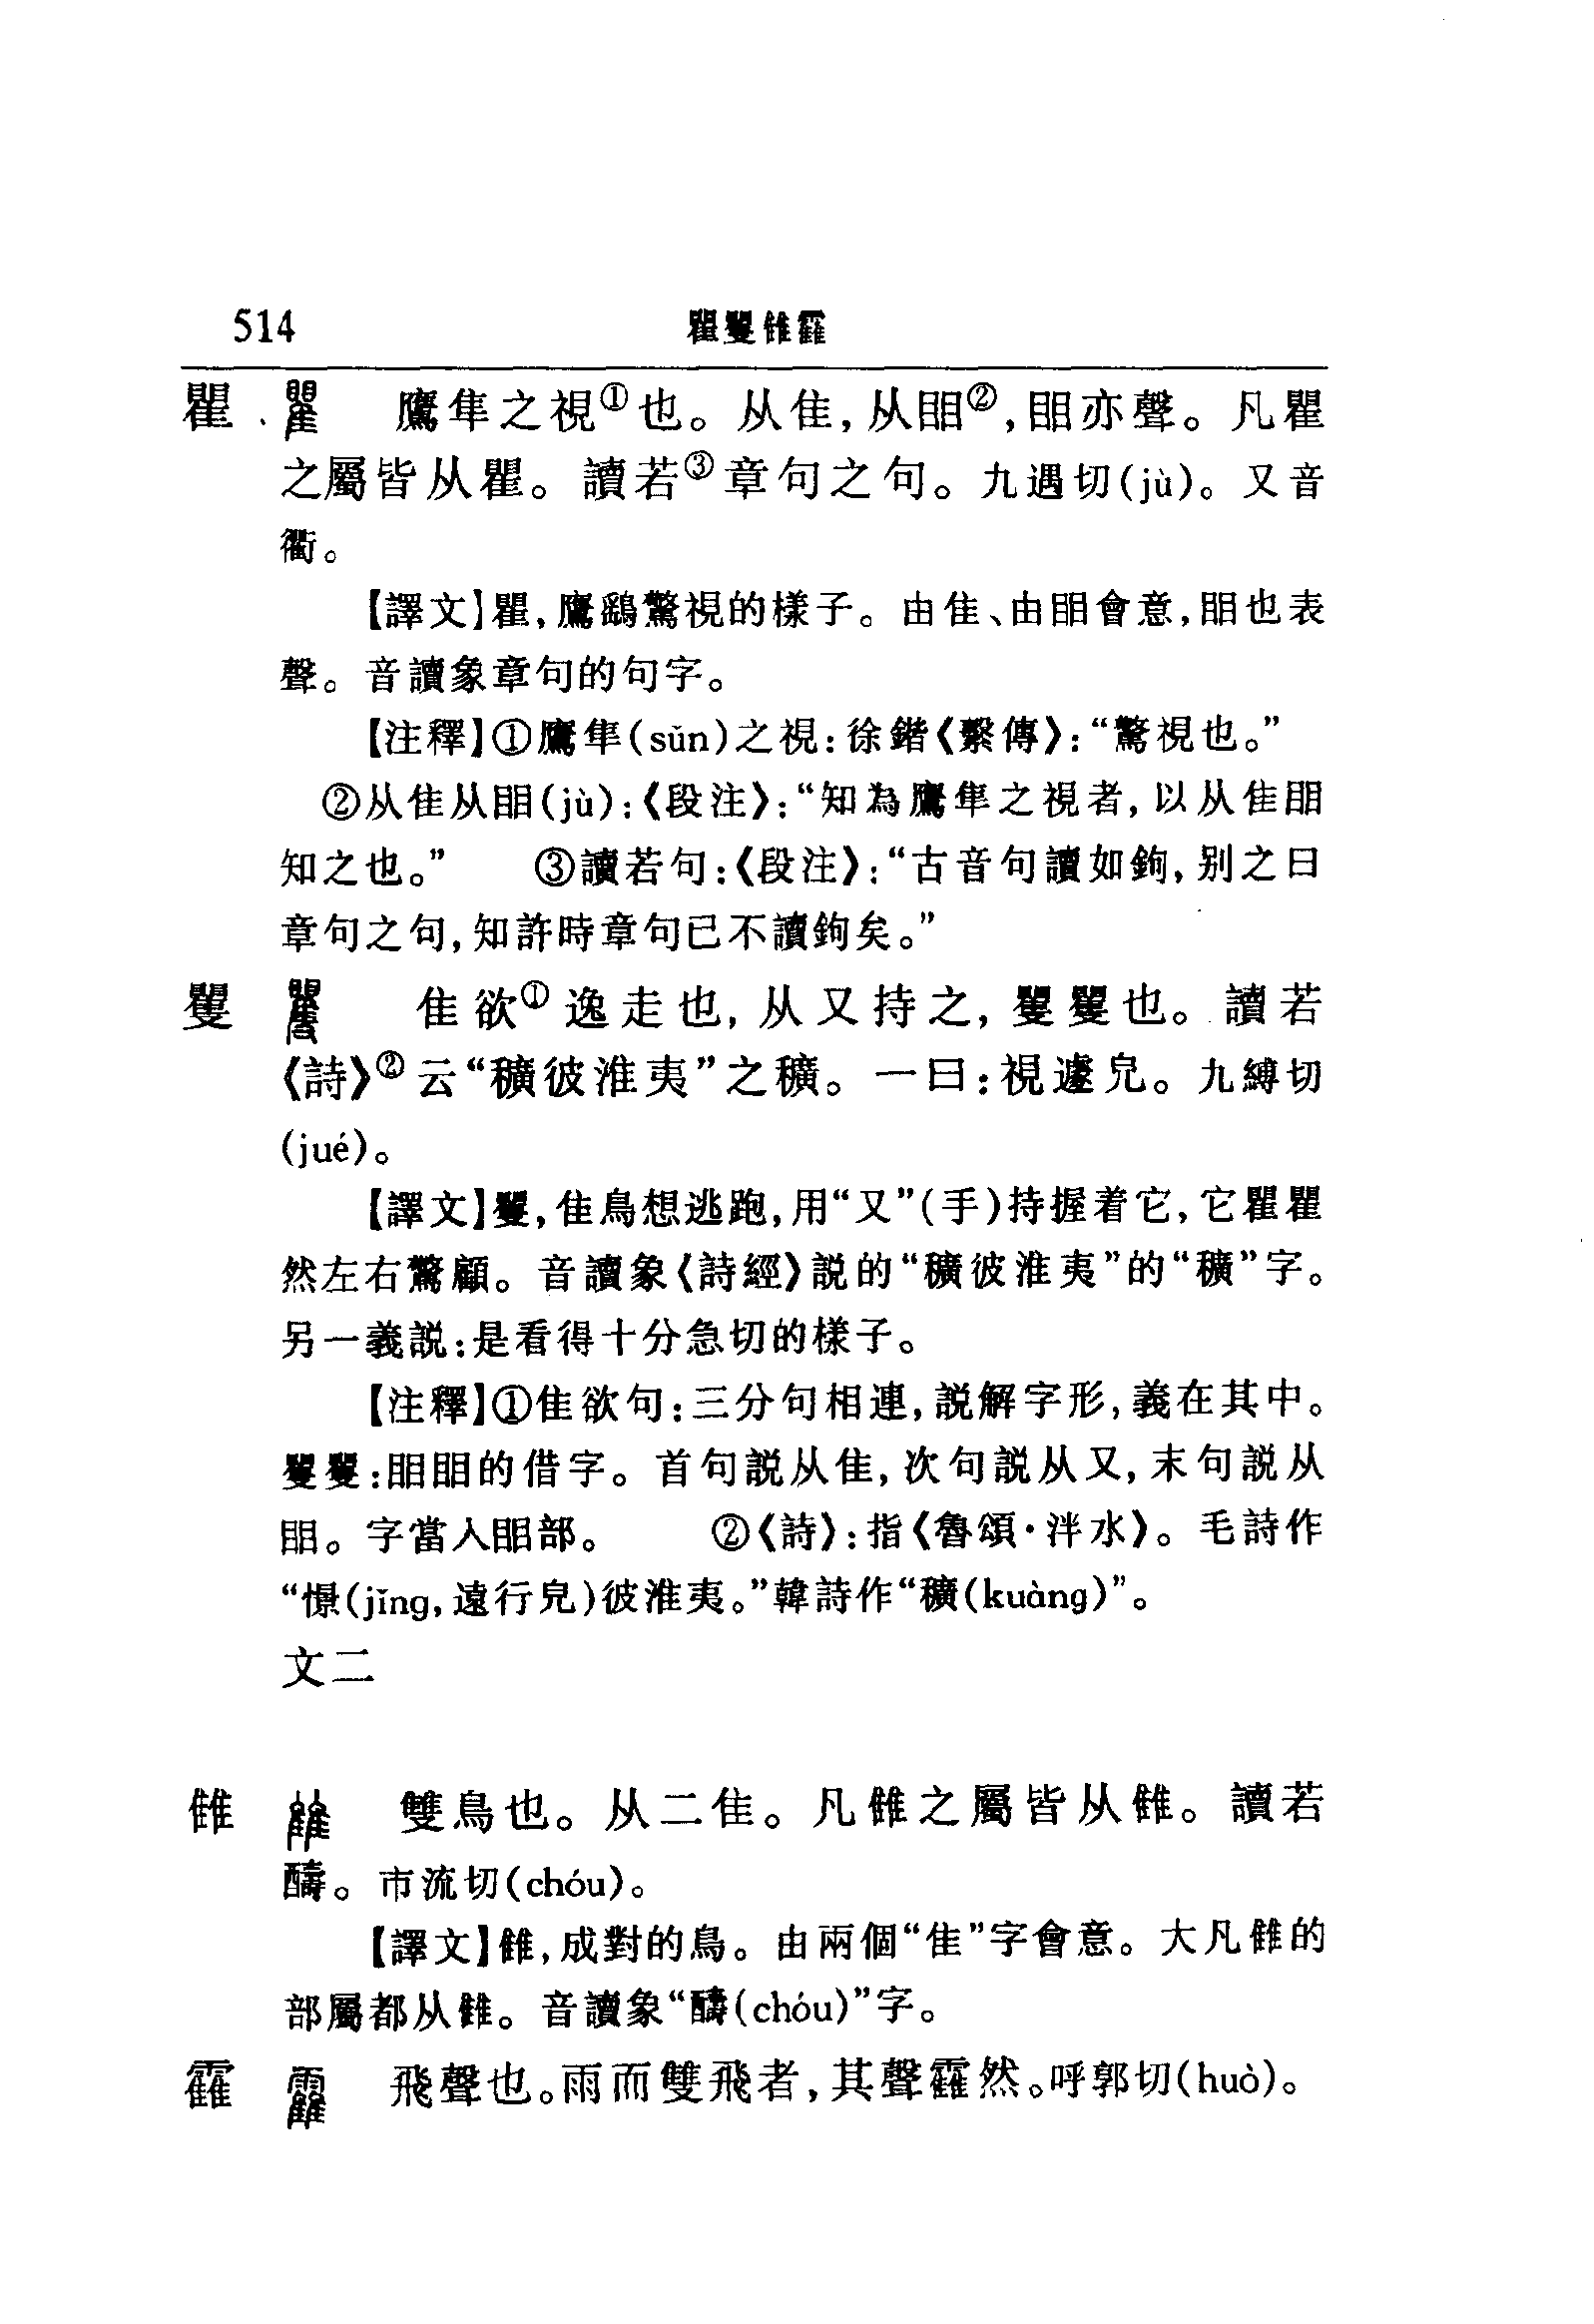 514 瞿矍雔靃
瞿 鷹隼之視①也。从隹,从䀠②,䀠亦聲。凡瞿
之屬皆从瞿。讀若③章句之句。九遇切(jù)。又音
衢。
【譯文】瞿,鷹鷂驚視的樣子。由隹、由䀠會意,䀠也表
聲。音讀象章句的句字。
【注釋】①鷹隼(sǔn)之視:徐鍇《繫傳》:“驚視也。”
②从隹从䀠(jù):《段注》:“知為鷹隼之視者,以从隹䀠
知之也。” ③讀若句:《段注》:“古音句讀如鉤,别之曰
章句之句,知許時章句已不讀鉤矣。”
矍 隹欲①逸走也,从又持之,矍矍也。讀若
《詩》②云“穬彼淮夷”之穬。一曰:視遽皃。九縛切
(jué)。
【譯文】矍,隹鳥想逃跑,用“又”(手)持握着它,它瞿瞿
然左右驚顧。音讀象《詩經》説的“穬彼淮夷”的“穬”字。
另一義説:是看得十分急切的樣子。
【注釋】①隹欲句:三分句相連,説解字形,義在其中。
矍矍:䀠䀠的借字。首句説从隹,次句説从又,末句説从
䀠。字當入䀠部。 ②《詩》:指《魯頌·泮水》。毛詩作
“憬(jǐng,遠行皃)彼淮夷。”韓詩作“穬(kuàng)”。
文二
雔 雙鳥也。从二隹。凡雔之屬皆从雔。讀若
醻。市流切(chóu)。
【譯文】雔,成對的鳥。由兩個“隹”字會意。大凡雔的
部屬都从雔。音讀象“醻(chóu)”字。
靃 飛聲也。雨而雙飛者,其聲靃然。呼郭切(huò)。